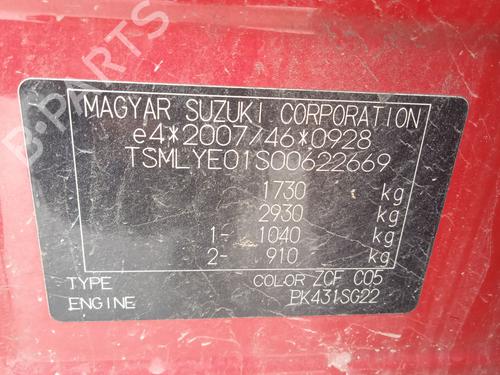 B-PARTS
MAGYAR SUZUKI CORPORATION
e4*2007/46*0928
TSMLYE01S00622669
1730 kg
2930 kg
1- 1040 kg
2- 910 kg
TYPE COLOR ZCF C05
ENGINE PK431SG22